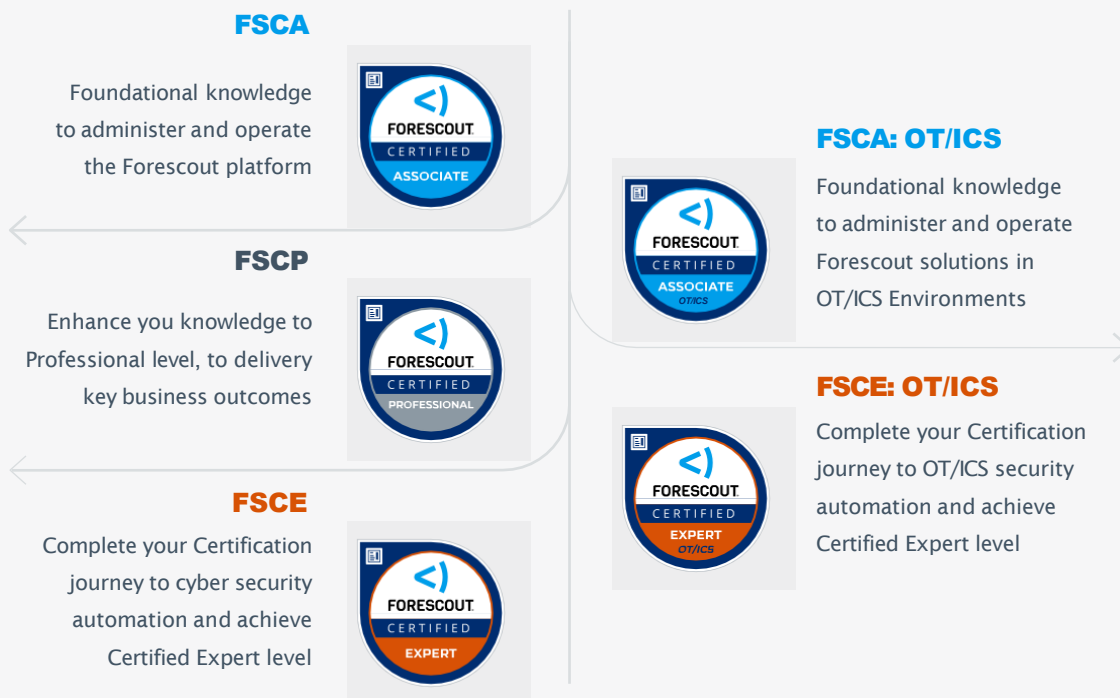 FSCA
Foundational knowledge
to administer and operate
the Forescout platform
FORESCOUT
CERTIFIED
ASSOCIATE
FSCP
Enhance you knowledge to
Professional level, to delivery
key business outcomes
FORESCOUT
CERTIFIED
PROFESSIONAL
FSCE
Complete your Certification
journey to cyber security
automation and achieve
Certified Expert level
FORESCOUT
CERTIFIED
EXPERT
FSCA: OT/ICS
Foundational knowledge
to administer and operate
Forescout solutions in
OT/ICS Environments
FORESCOUT
CERTIFIED
ASSOCIATE
OT/ICS
FSCE: OT/ICS
Complete your Certification
journey to OT/ICS security
automation and achieve
Certified Expert level
FORESCOUT
CERTIFIED
EXPERT
OT/ICS